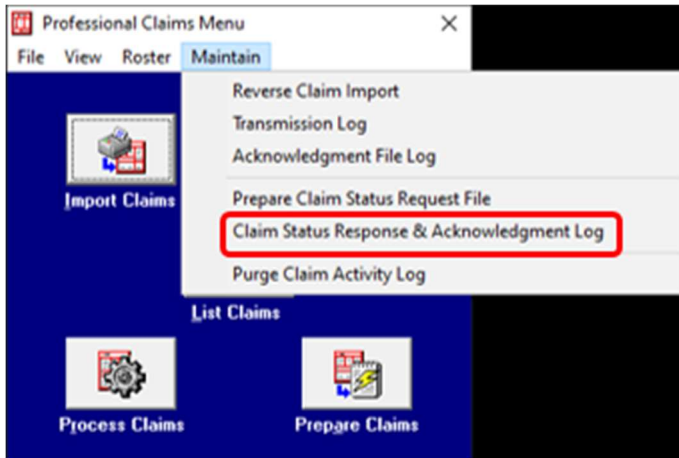 Professional Claims Menu
File View Roster Maintain
Reverse Claim Import
Transmission Log
Acknowledgment File Log
Prepare Claim Status Request File
Claim Status Response & Acknowledgment Log
Purge Claim Activity Log
Import Claims
List Claims
Process Claims
Prepare Claims